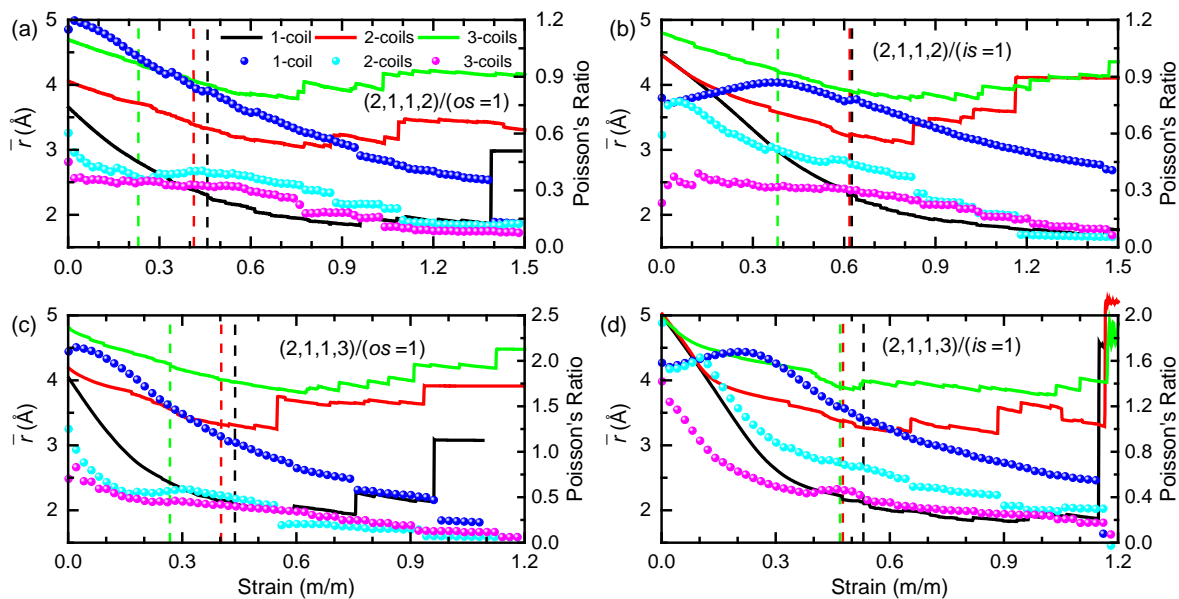 (a)
1-coil 2-coils 3-coils
1-coil 2-coils 3-coils
(2,1,1,2)/(os =1)
5
4
3
2
r̅ (Å)
1.2
0.9
0.6
0.3
0.0
Poisson's Ratio
0.0 0.3 0.6 0.9 1.2 1.5
(b)
(2,1,1,2)/(is =1)
5
4
3
2
r̅ (Å)
1.2
0.9
0.6
0.3
0.0
Poisson's Ratio
0.0 0.3 0.6 0.9 1.2 1.5
(c)
(2,1,1,3)/(os =1)
5
4
3
2
r̅ (Å)
2.5
2.0
1.5
1.0
0.5
0.0
Poisson's Ratio
0.0 0.3 0.6 0.9 1.2
Strain (m/m)
(d)
(2,1,1,3)/(is =1)
5
4
3
2
r̅ (Å)
2.0
1.6
1.2
0.8
0.4
0.0
Poisson's Ratio
0.0 0.3 0.6 0.9 1.2
Strain (m/m)